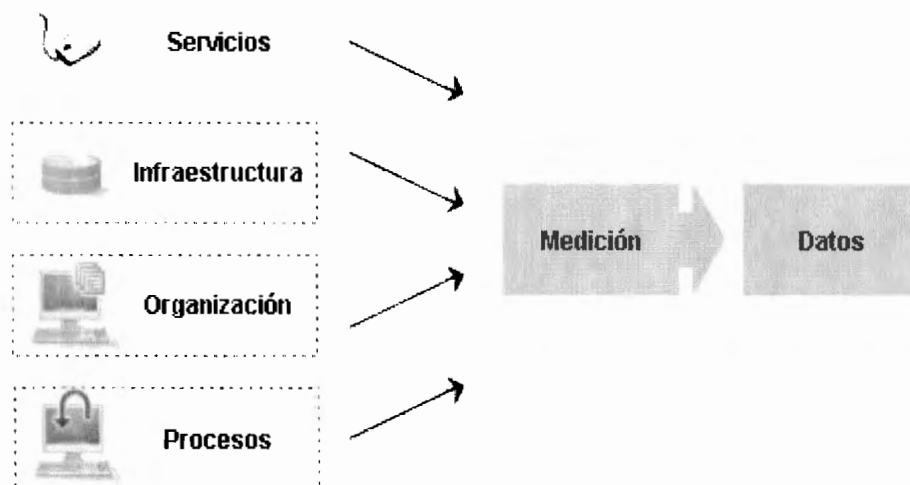 Servicios
Infraestructura
Organización
Procesos
Medición
Datos